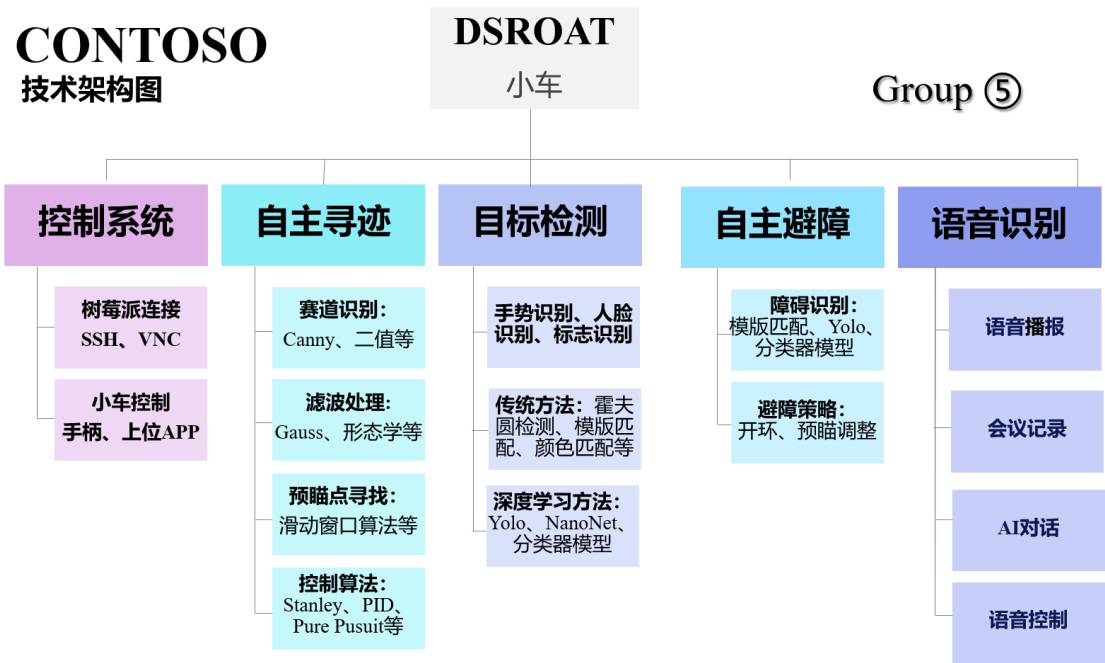 CONTOSO
技术架构图
DSROAT
小车
Group ⑤
控制系统
树莓派连接
SSH、VNC
小车控制
手柄、上位APP
自主寻迹
赛道识别：
Canny、二值等
滤波处理：
Gauss、形态学等
预瞄点寻找：
滑动窗口算法等
控制算法：
Stanley、PID、
Pure Pusuit等
目标检测
手势识别、人脸
识别、标志识别
传统方法：霍夫
圆检测、模版匹
配、颜色匹配等
深度学习方法：
Yolo、NanoNet、
分类器模型
自主避障
障碍识别：
模版匹配、Yolo、
分类器模型
避障策略：
开环、预瞄调整
语音识别
语音播报
会议记录
AI对话
语音控制